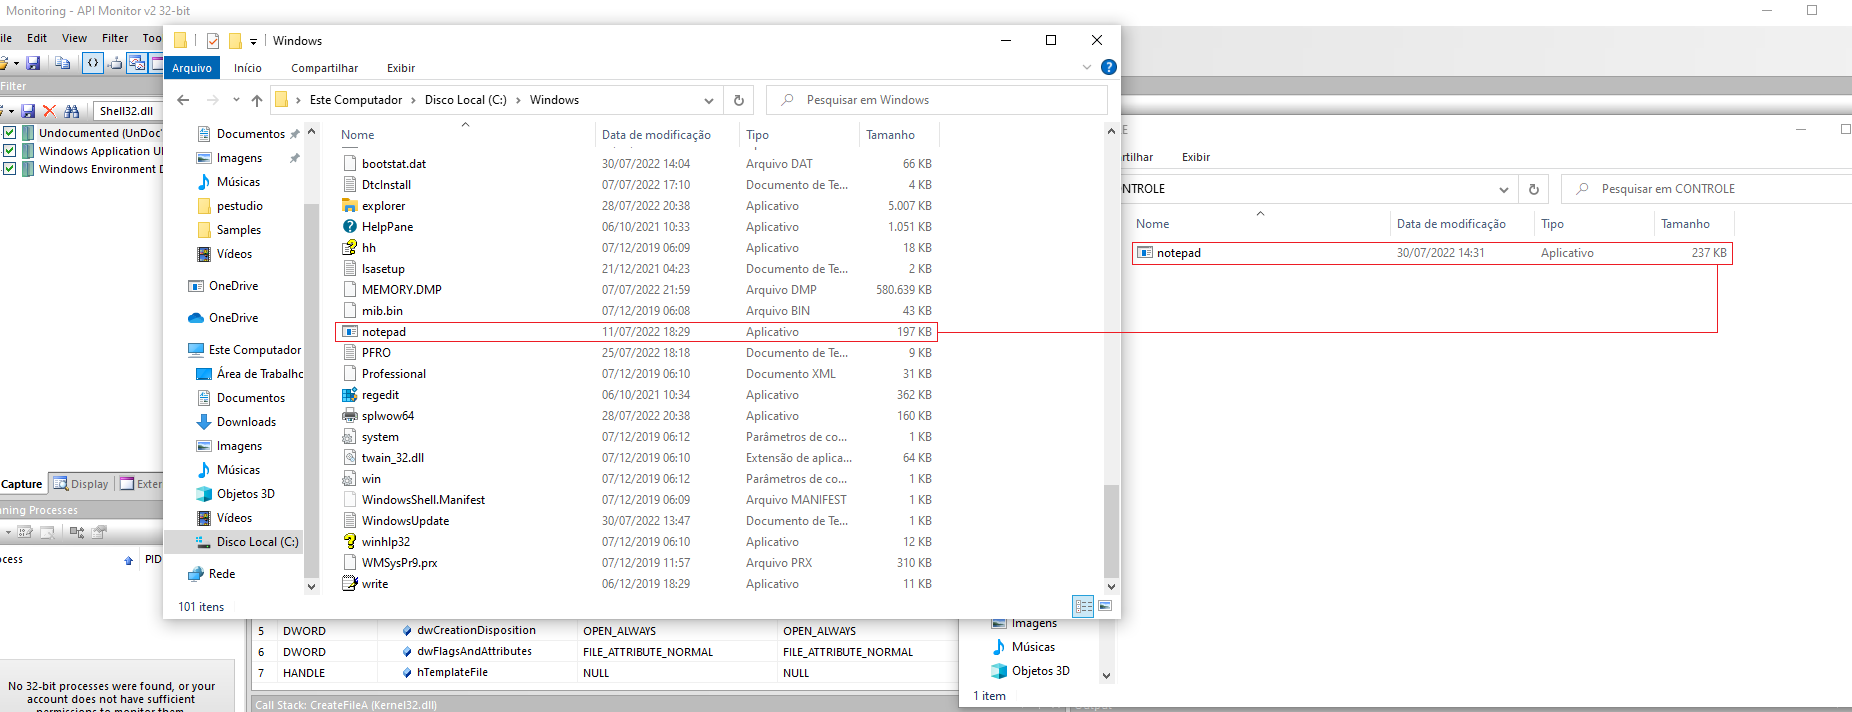 Monitoring - API Monitor v2 32-bit
ile Edit View Filter Too
Filter
Shell32.dll
Undocumented (UnDoc'
Windows Application UI
Windows Environment D
Capture Display Exter
nning Processes
ocess PID
No 32-bit processes were found, or your
account does not have sufficient
permissions to monitor them.
Windows
Arquivo Início Compartilhar Exibir
Este Computador > Disco Local (C:) > Windows
Pesquisar em Windows
Documentos
Imagens
Músicas
pestudio
Samples
Vídeos
OneDrive
OneDrive
Este Computador
Área de Trabalho
Documentos
Downloads
Imagens
Músicas
Objetos 3D
Vídeos
Disco Local (C:)
Rede
Nome Data de modificação Tipo Tamanho
bootstat.dat 30/07/2022 14:04 Arquivo DAT 66 KB
DtcInstall 07/07/2022 17:10 Documento de Te... 4 KB
explorer 28/07/2022 20:38 Aplicativo 5.007 KB
HelpPane 06/10/2021 10:33 Aplicativo 1.051 KB
hh 07/12/2019 06:09 Aplicativo 18 KB
lsasetup 21/12/2021 04:23 Documento de Te... 2 KB
MEMORY.DMP 07/07/2022 21:59 Arquivo DMP 580.639 KB
mib.bin 07/12/2019 06:08 Arquivo BIN 43 KB
notepad 11/07/2022 18:29 Aplicativo 197 KB
PFRO 25/07/2022 18:18 Documento de Te... 9 KB
Professional 07/12/2019 06:10 Documento XML 31 KB
regedit 06/10/2021 10:34 Aplicativo 362 KB
splwow64 28/07/2022 20:38 Aplicativo 160 KB
system 07/12/2019 06:12 Parâmetros de co... 1 KB
twain_32.dll 07/12/2019 06:10 Extensão de aplica... 64 KB
win 07/12/2019 06:12 Parâmetros de co... 1 KB
WindowsShell.Manifest 07/12/2019 06:09 Arquivo MANIFEST 1 KB
WindowsUpdate 30/07/2022 13:47 Documento de Te... 1 KB
winhlp32 07/12/2019 06:10 Aplicativo 12 KB
WMSysPr9.prx 07/12/2019 11:57 Arquivo PRX 310 KB
write 06/12/2019 18:29 Aplicativo 11 KB
101 itens
5 DWORD dwCreationDisposition OPEN_ALWAYS OPEN_ALWAYS
6 DWORD dwFlagsAndAttributes FILE_ATTRIBUTE_NORMAL FILE_ATTRIBUTE_NORMAL
7 HANDLE hTemplateFile NULL NULL
Call Stack: CreateFileA (Kernel32.dll)
Output
LE
rtilhar Exibir
ONTROLE
Pesquisar em CONTROLE
Nome Data de modificação Tipo Tamanho
notepad 30/07/2022 14:31 Aplicativo 237 KB
Imagens
Músicas
Objetos 3D
1 item